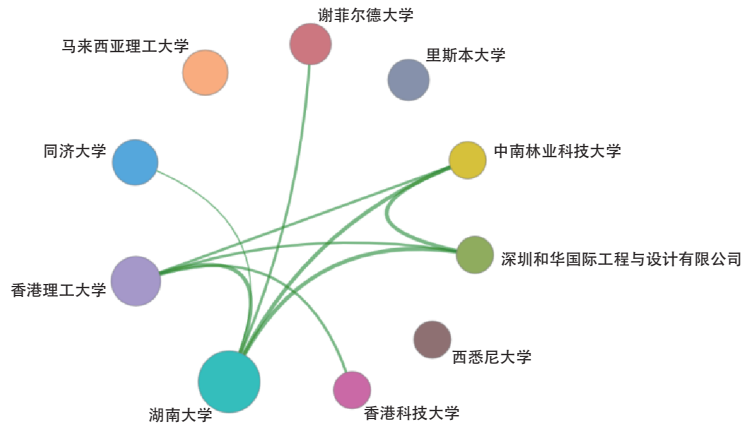 谢菲尔德大学
马来西亚理工大学
里斯本大学
同济大学
中南林业科技大学
深圳和华国际工程与设计有限公司
香港理工大学
西悉尼大学
湖南大学
香港科技大学